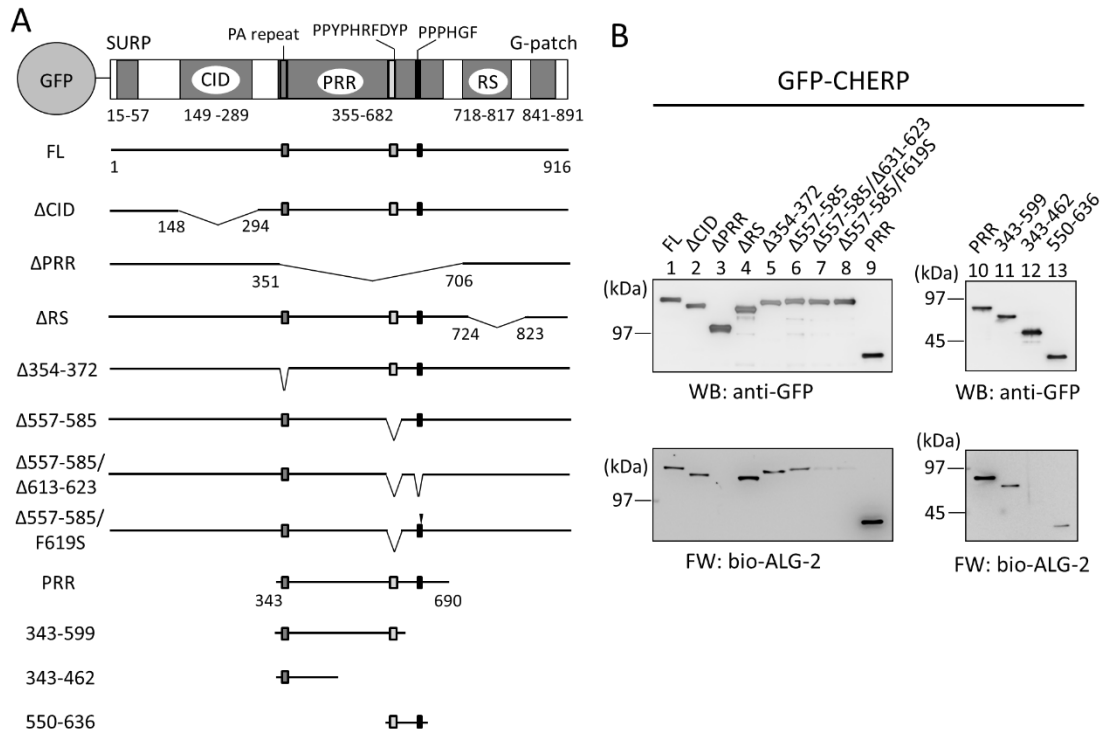 A
PA repeat
PPYPHRFDYP
PPPHGF
SURP
G-patch
GFP
CID
PRR
RS
15-57
149 -289
355-682
718-817
841-891
FL
1
916
ΔCID
148
294
ΔPRR
351
706
ΔRS
724
823
Δ354-372
Δ557-585
Δ557-585/
Δ613-623
Δ557-585/
F619S
PRR
343
690
343-599
343-462
550-636
B
GFP-CHERP
FL
ΔCID
ΔPRR
ΔRS
Δ354-372
Δ557-585
Δ557-585/Δ631-623
Δ557-585/F619S
PRR
1 2 3 4 5 6 7 8 9
(kDa)
97
WB: anti-GFP
(kDa)
97
FW: bio-ALG-2
PRR
343-599
343-462
550-636
10 11 12 13
(kDa)
97
45
WB: anti-GFP
(kDa)
97
45
FW: bio-ALG-2